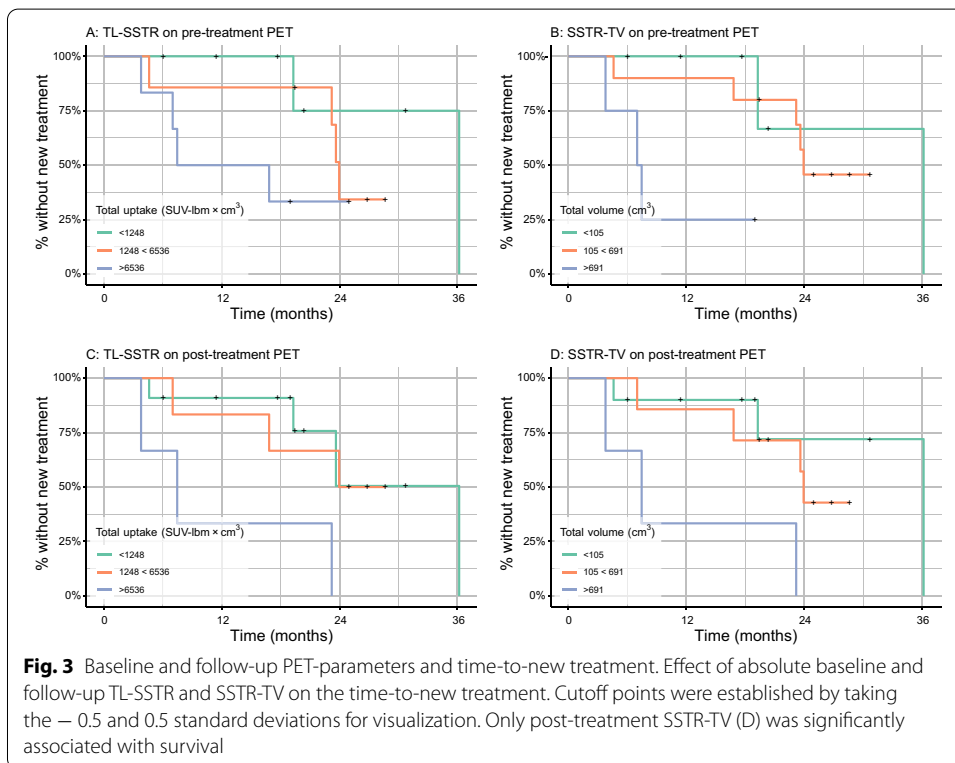 A: TL-SSTR on pre-treatment PET
100%
75%
50%
25%
0%
% without new treatment
Total uptake (SUV-lbm × cm³)
<1248
1248 < 6536
>6536
0 12 24 36
Time (months)
B: SSTR-TV on pre-treatment PET
100%
75%
50%
25%
0%
% without new treatment
Total volume (cm³)
<105
105 < 691
>691
0 12 24 36
Time (months)
C: TL-SSTR on post-treatment PET
100%
75%
50%
25%
0%
% without new treatment
Total uptake (SUV-lbm × cm³)
<1248
1248 < 6536
>6536
0 12 24 36
Time (months)
D: SSTR-TV on post-treatment PET
100%
75%
50%
25%
0%
% without new treatment
Total volume (cm³)
<105
105 < 691
>691
0 12 24 36
Time (months)
Fig. 3 Baseline and follow-up PET-parameters and time-to-new treatment. Effect of absolute baseline and
follow-up TL-SSTR and SSTR-TV on the time-to-new treatment. Cutoff points were established by taking
the − 0.5 and 0.5 standard deviations for visualization. Only post-treatment SSTR-TV (D) was significantly
associated with survival